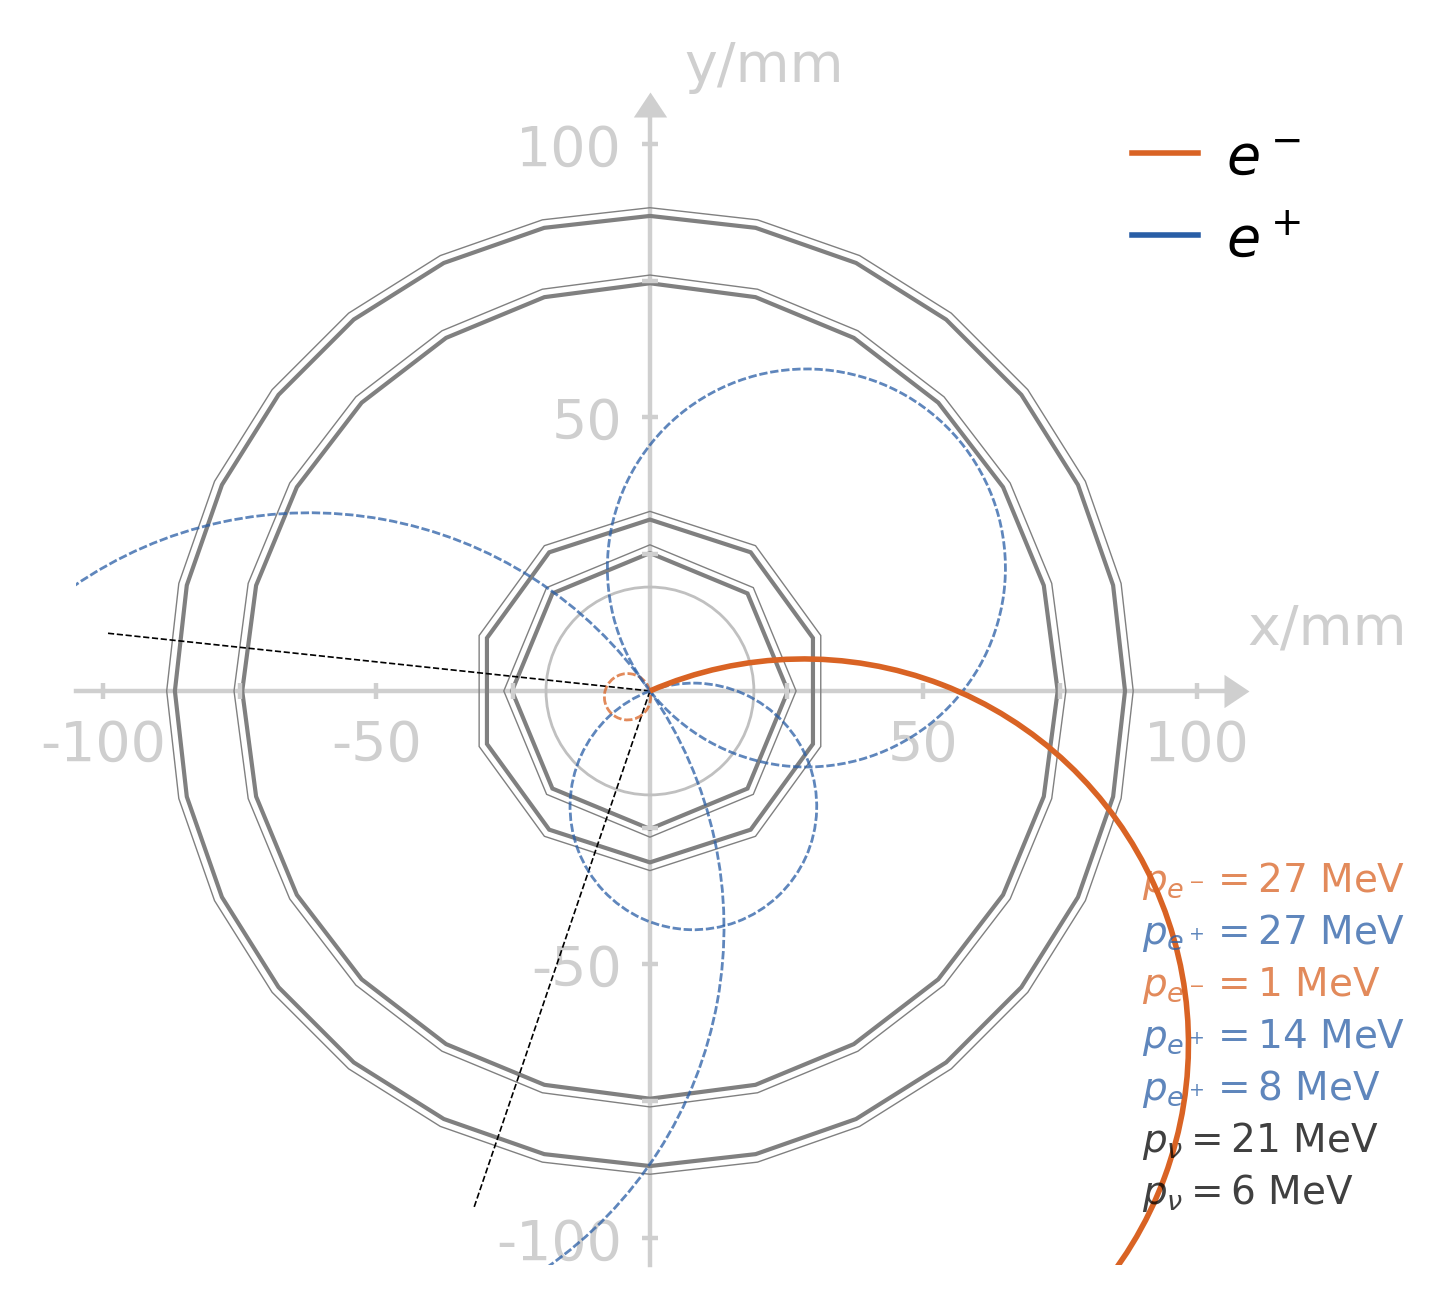 y/mm
100
e⁻
e⁺
50
x/mm
-100 -50 50 100
p_{e⁻} = 27 MeV
p_{e⁺} = 27 MeV
-50
p_{e⁻} = 1 MeV
p_{e⁺} = 14 MeV
p_{e⁺} = 8 MeV
p_ν = 21 MeV
p_ν = 6 MeV
-100